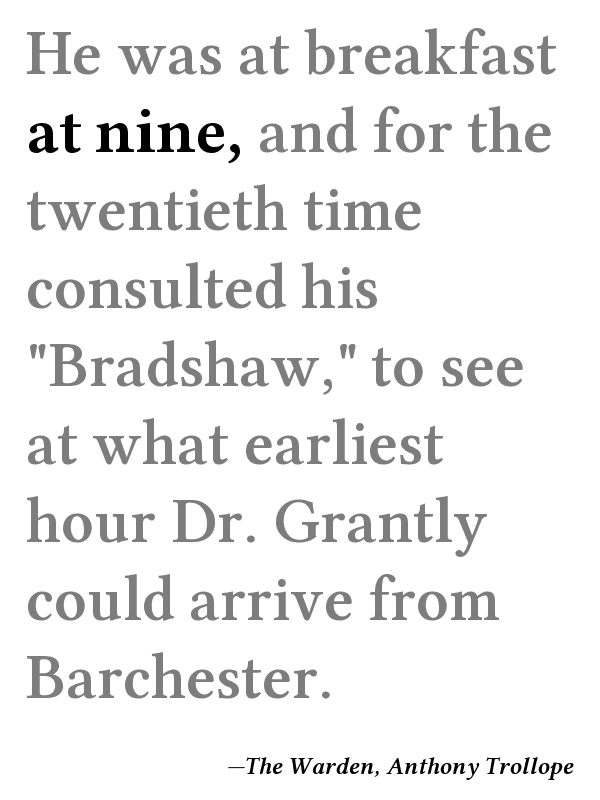 He was at breakfast
at nine, and for the
twentieth time
consulted his
"Bradshaw," to see
at what earliest
hour Dr. Grantly
could arrive from
Barchester.
—The Warden, Anthony Trollope